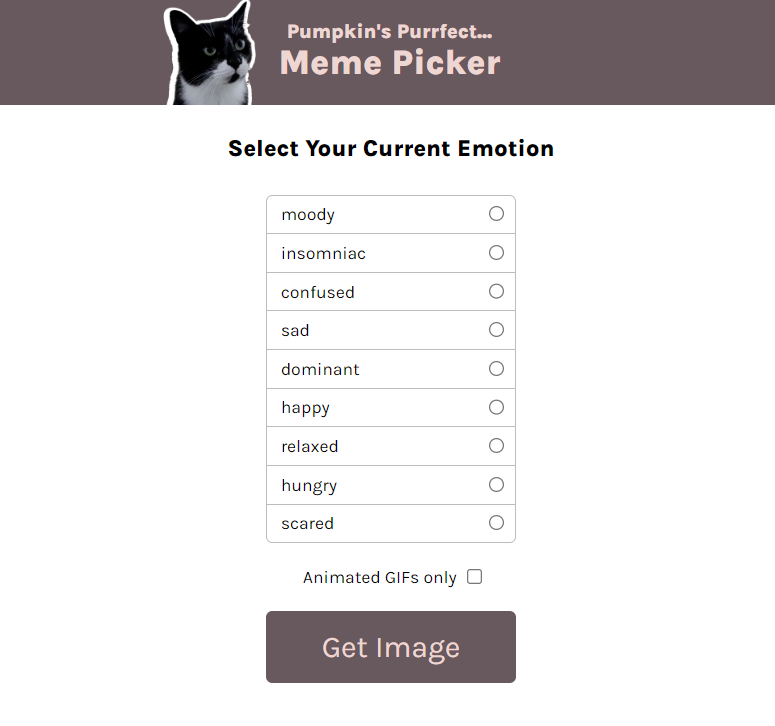 Pumpkin's Purrfect...
Meme Picker
Select Your Current Emotion
moody
insomniac
confused
sad
dominant
happy
relaxed
hungry
scared
Animated GIFs only
Get Image